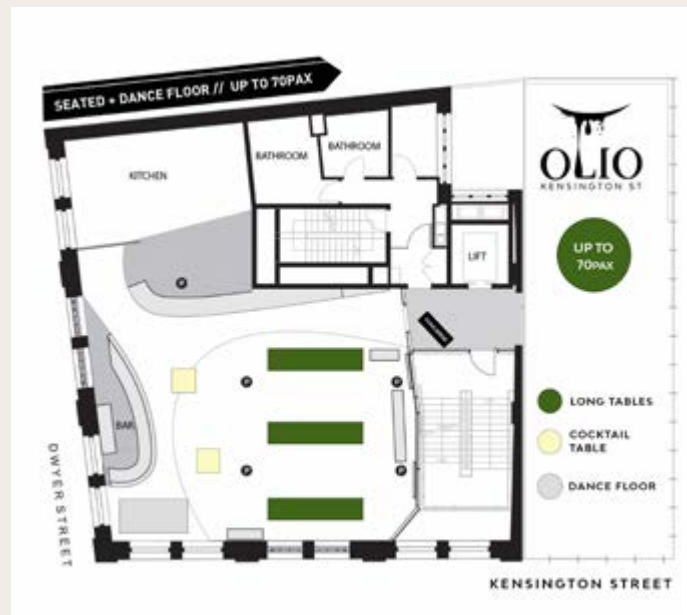 SEATED + DANCE FLOOR // UP TO 70PAX
OLIO
KENSINGTON ST
KITCHEN
BATHROOM
BATHROOM
LIFT
UP TO
70PAX
P
P
P
P
P
BAR
LONG TABLES
COCKTAIL
TABLE
DANCE FLOOR
DWYER STREET
KENSINGTON STREET